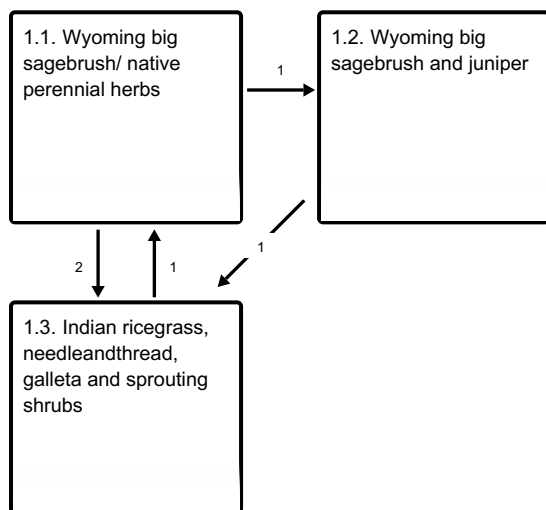 1.1. Wyoming big
sagebrush/ native
perennial herbs
1
1.2. Wyoming big
sagebrush and juniper
2
1
1
1.3. Indian ricegrass,
needleandthread,
galleta and sprouting
shrubs